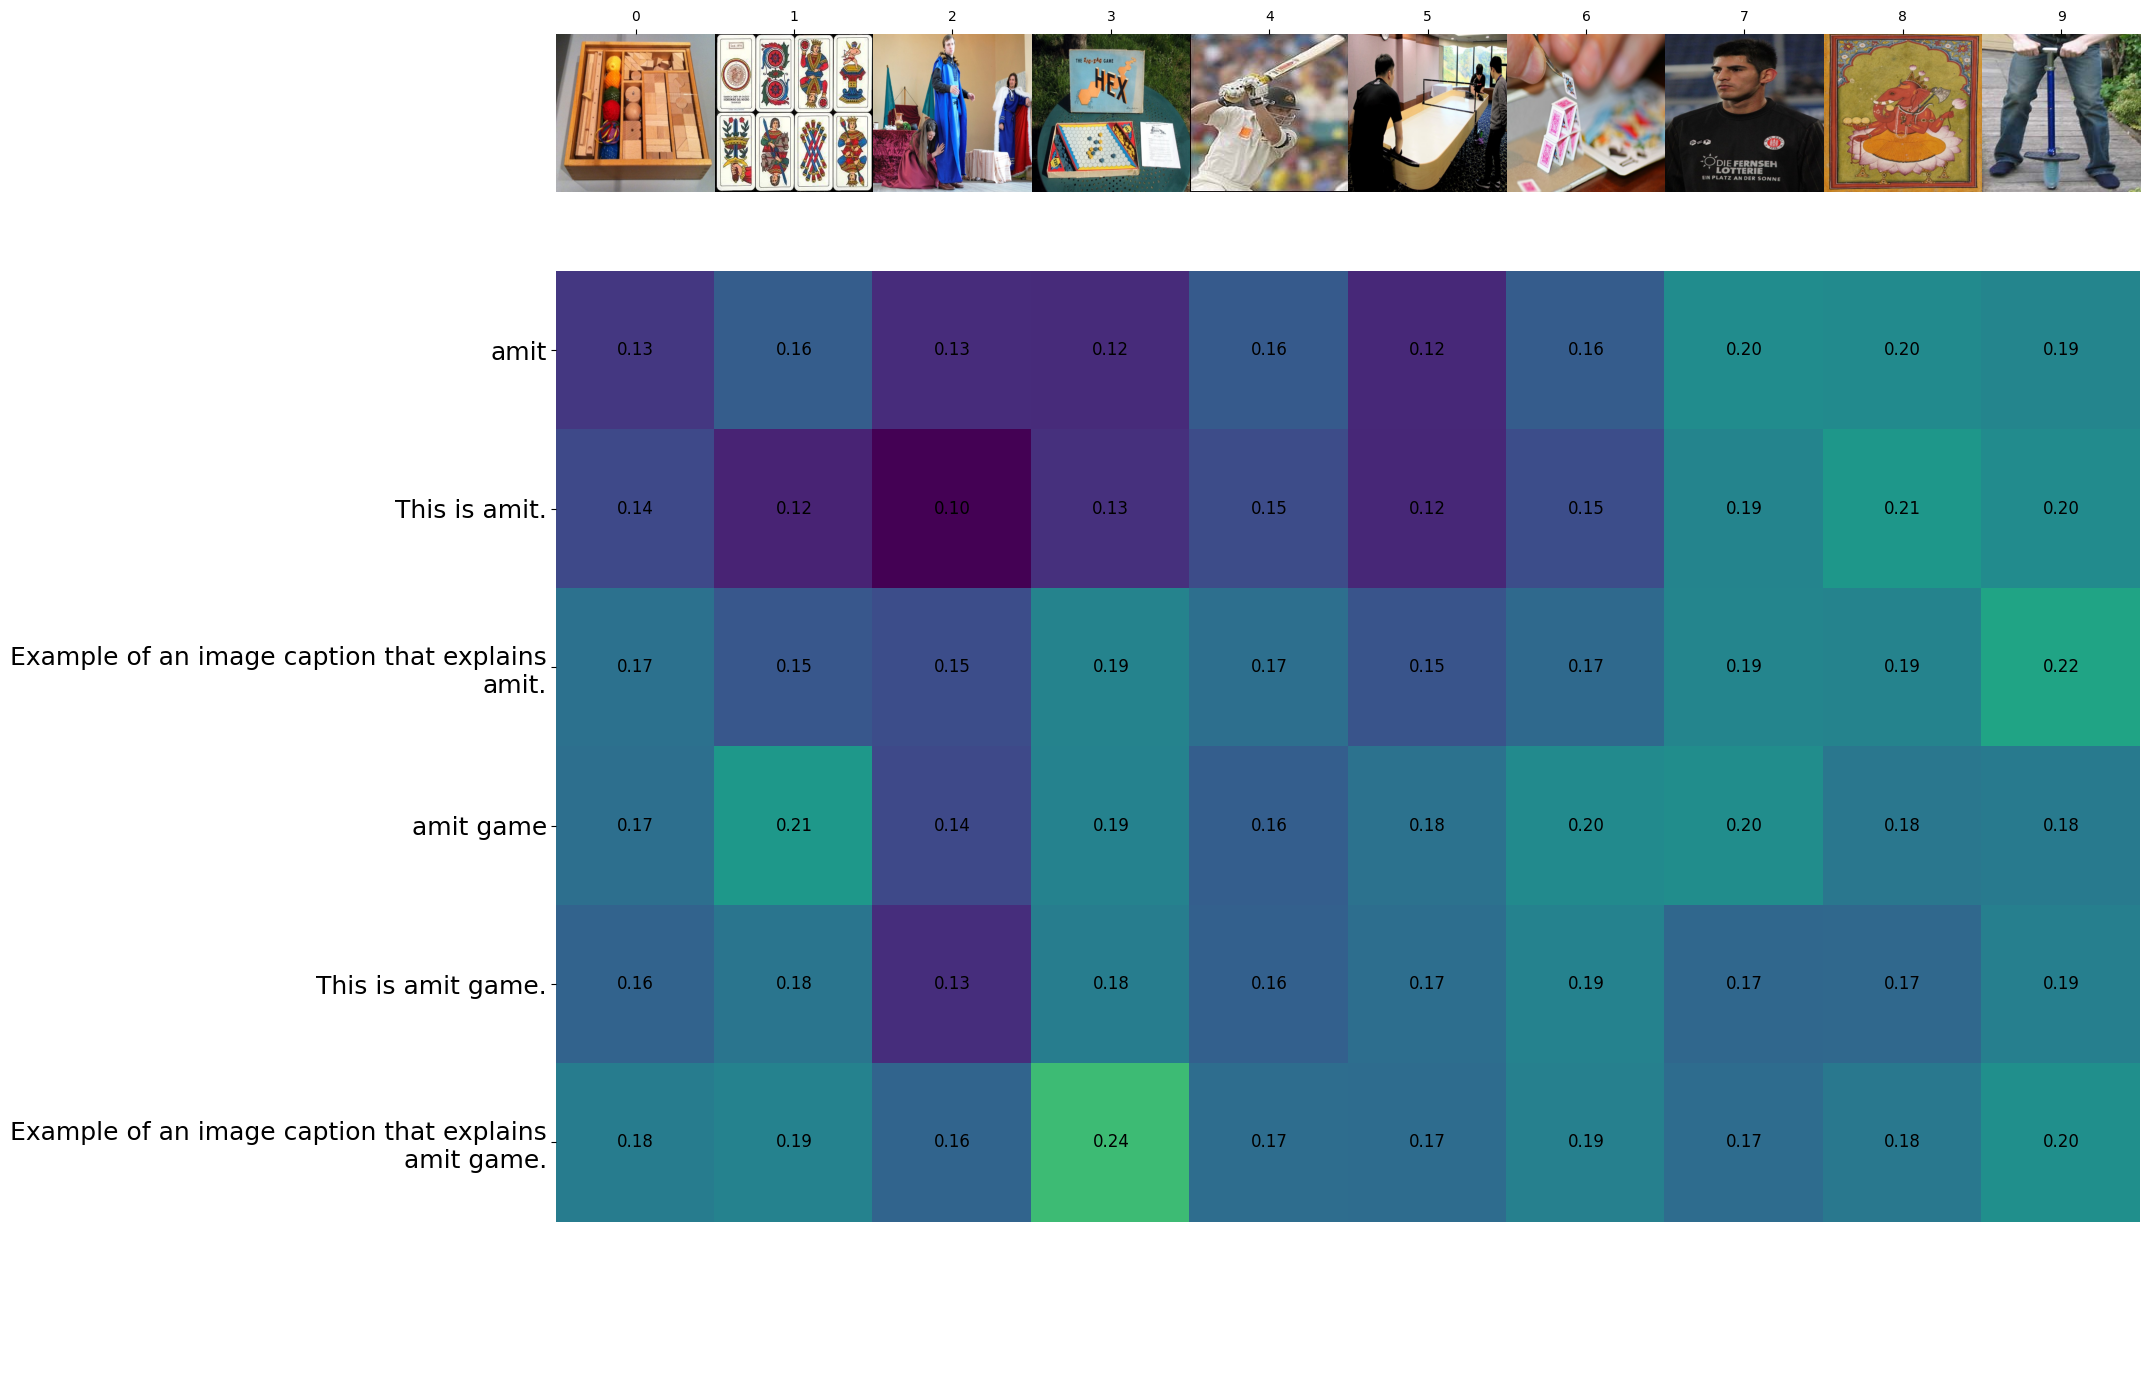 0 1 2 3 4 5 6 7 8 9
HEX
DIE FERNSEH
LOTTERIE
EIN PLATZ AN DER SONNE
amit 0.13 0.16 0.13 0.12 0.16 0.12 0.16 0.20 0.20 0.19
This is amit. 0.14 0.12 0.10 0.13 0.15 0.12 0.15 0.19 0.21 0.20
Example of an image caption that explains
amit. 0.17 0.15 0.15 0.19 0.17 0.15 0.17 0.19 0.19 0.22
amit game 0.17 0.21 0.14 0.19 0.16 0.18 0.20 0.20 0.18 0.18
This is amit game. 0.16 0.18 0.13 0.18 0.16 0.17 0.19 0.17 0.17 0.19
Example of an image caption that explains
amit game. 0.18 0.19 0.16 0.24 0.17 0.17 0.19 0.17 0.18 0.20